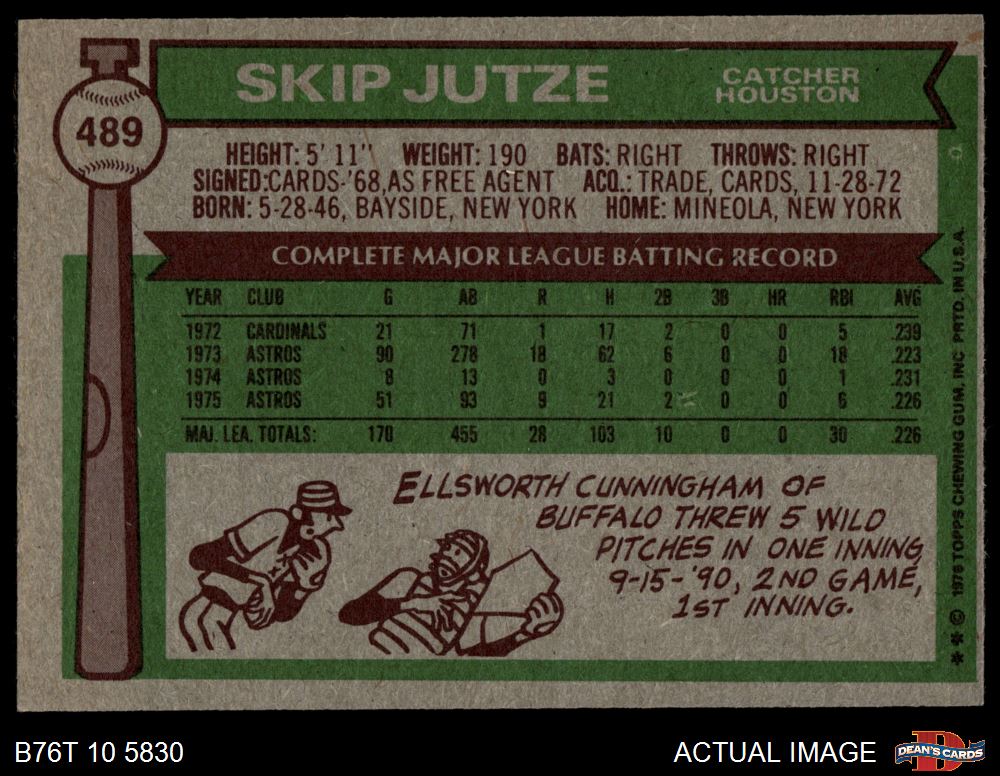 489
SKIP JUTZE
CATCHER
HOUSTON
HEIGHT: 5' 11" WEIGHT: 190 BATS: RIGHT THROWS: RIGHT
SIGNED:CARDS-'68,AS FREE AGENT ACQ.: TRADE, CARDS, 11-28-72
BORN: 5-28-46, BAYSIDE, NEW YORK HOME: MINEOLA, NEW YORK
COMPLETE MAJOR LEAGUE BATTING RECORD
YEAR CLUB G AB R H 2B 3B HR RBI AVG
1972 CARDINALS 21 71 1 17 2 0 0 5 .239
1973 ASTROS 90 278 18 62 6 0 0 18 .223
1974 ASTROS 8 13 0 3 0 0 1 .231
1975 ASTROS 51 93 9 21 2 0 0 6 .226
MAJ. LEA. TOTALS: 170 455 28 103 10 0 0 30 .226
ELLSWORTH CUNNINGHAM OF
BUFFALO THREW 5 WILD
PITCHES IN ONE INNING
9-15-'90, 2ND GAME,
1ST INNING.
* * © 1976 TOPPS CHEWING GUM, INC PRTD. IN U.S.A.
B76T 10 5830
ACTUAL IMAGE
DEAN'S CARDS